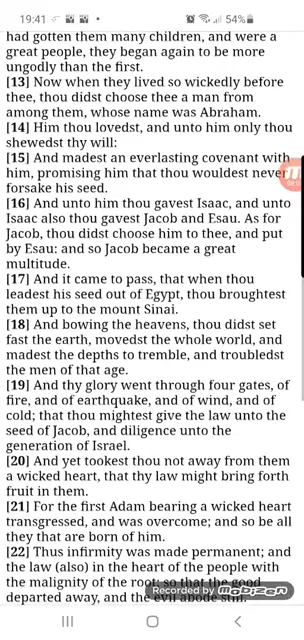 19:41
54%
had gotten them many children, and were a
great people, they began again to be more
ungodly than the first.
[13] Now when they lived so wickedly before
thee, thou didst choose thee a man from
among them, whose name was Abraham.
[14] Him thou lovedst, and unto him only thou
shewedst thy will:
[15] And madest an everlasting covenant with
him, promising him that thou wouldest never
forsake his seed.
[16] And unto him thou gavest Isaac, and unto
Isaac also thou gavest Jacob and Esau. As for
Jacob, thou didst choose him to thee, and put
by Esau: and so Jacob became a great
multitude.
[17] And it came to pass, that when thou
leadest his seed out of Egypt, thou broughtest
them up to the mount Sinai.
[18] And bowing the heavens, thou didst set
fast the earth, movedst the whole world, and
madest the depths to tremble, and troubledst
the men of that age.
[19] And thy glory went through four gates, of
fire, and of earthquake, and of wind, and of
cold; that thou mightest give the law unto the
seed of Jacob, and diligence unto the
generation of Israel.
[20] And yet tookest thou not away from them
a wicked heart, that thy law might bring forth
fruit in them.
[21] For the first Adam bearing a wicked heart
transgressed, and was overcome; and so be all
they that are born of him.
[22] Thus infirmity was made permanent; and
the law (also) in the heart of the people with
the malignity of the root; so that the good
departed away, and the evil abode still.
Recorded by mobizen